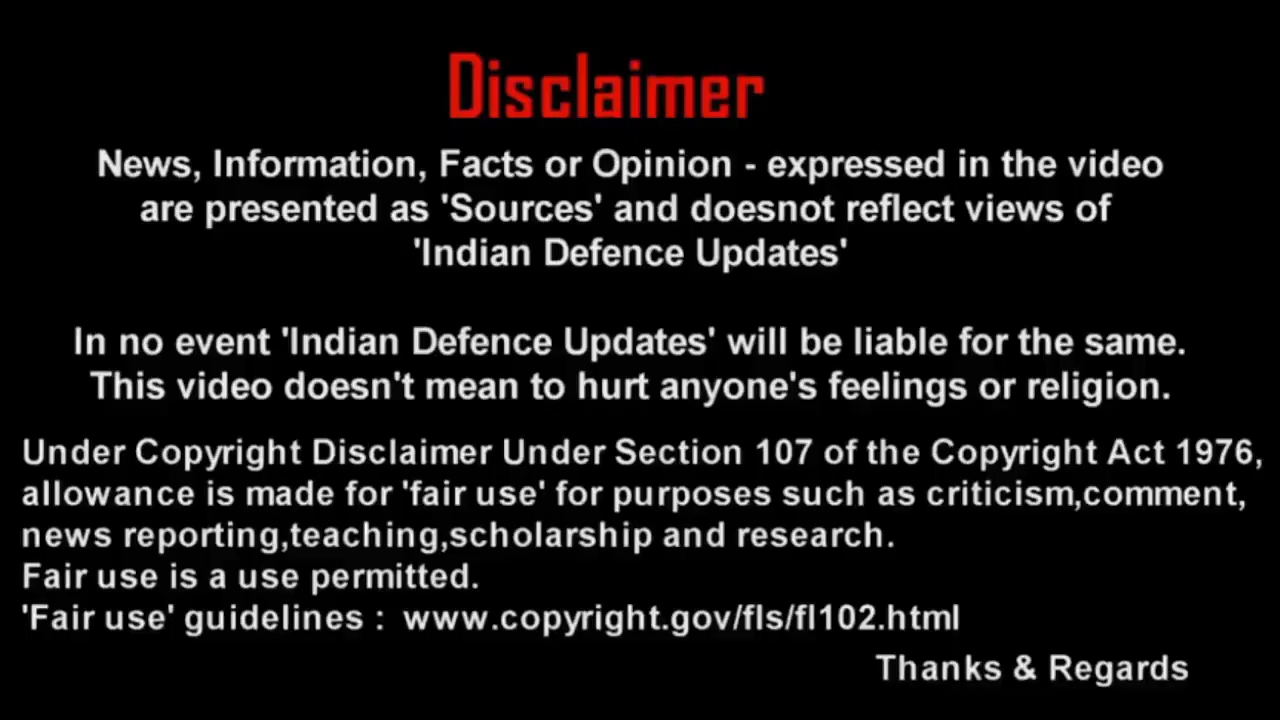 Disclaimer
News, Information, Facts or Opinion - expressed in the video
are presented as 'Sources' and doesnot reflect views of
'Indian Defence Updates'
In no event 'Indian Defence Updates' will be liable for the same.
This video doesn't mean to hurt anyone's feelings or religion.
Under Copyright Disclaimer Under Section 107 of the Copyright Act 1976,
allowance is made for 'fair use' for purposes such as criticism,comment,
news reporting,teaching,scholarship and research.
Fair use is a use permitted.
'Fair use' guidelines : www.copyright.gov/fls/fl102.html
Thanks & Regards